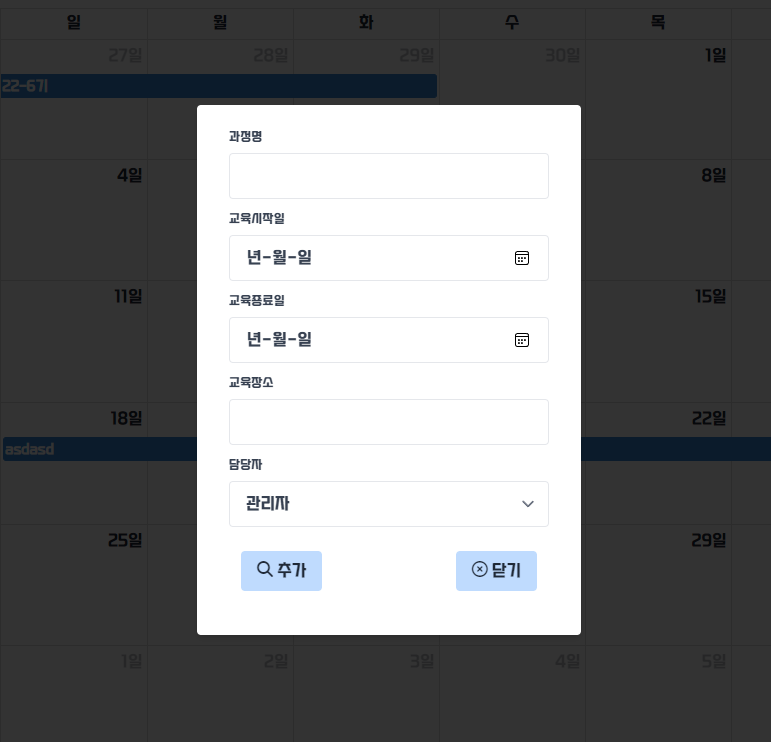 일 월 화 수 목
27일 28일 29일 30일 1일
22-6기
과정명
4일 8일
교육시작일
년-월-일
11일 15일
교육종료일
년-월-일
교육장소
18일 22일
asdasd
담당자
관리자
25일 29일
추가 닫기
1일 2일 3일 4일 5일